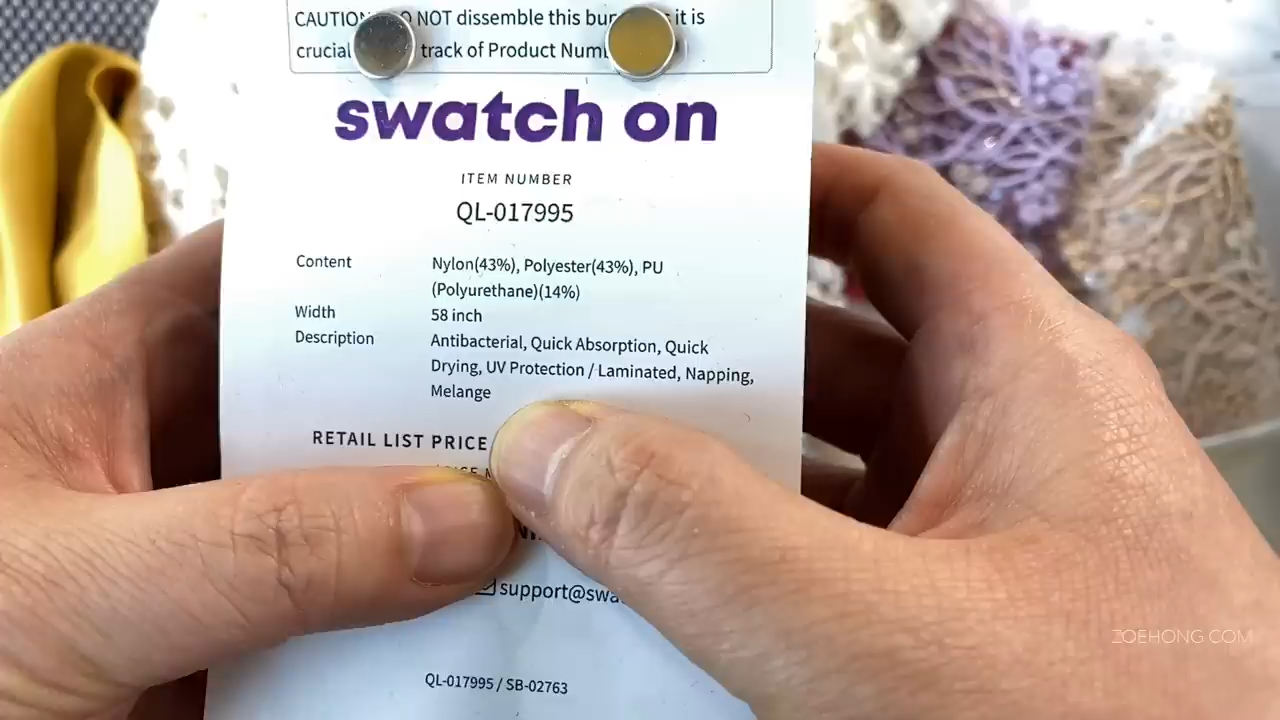 CAUTION NOT dissemble this it is
crucial track of Product
swatch on
ITEM NUMBER
QL-017995
Content Nylon(43%), Polyester(43%), PU
(Polyurethane)(14%)
Width 58 inch
Description Antibacterial, Quick Absorption, Quick
Drying, UV Protection / Laminated, Napping,
Melange
RETAIL LIST PRICE
support@swa
QL-017995 / SB-02763
ZOEHONG.COM